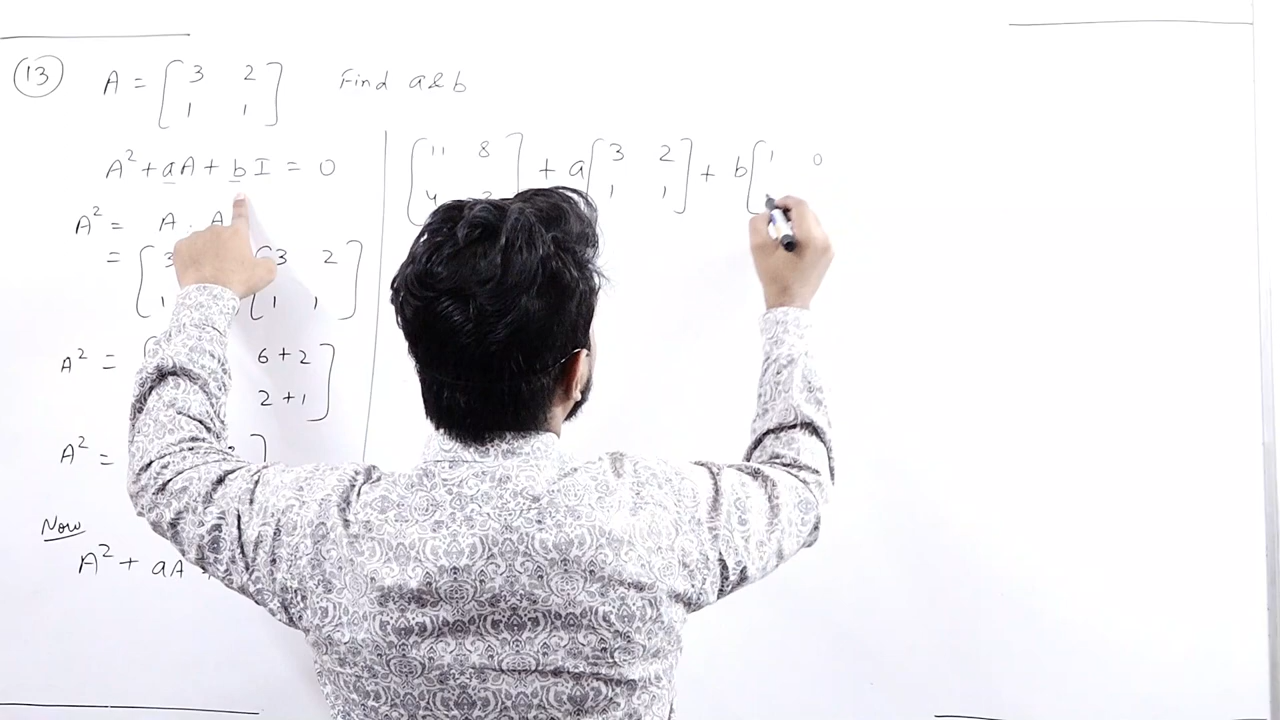 13 A = [ 3 2 Find a & b
1 1 ]
A² + aA + bI = 0
A² = A . A
= [ 3 [ 3 2
1 [ 1 1 ]
A² = [ 6 + 2
2 + 1 ]
A² =
Now
A² + aA
[ 11 8 ] + a [ 3 2 ] + b [ 1 0
4 1 1